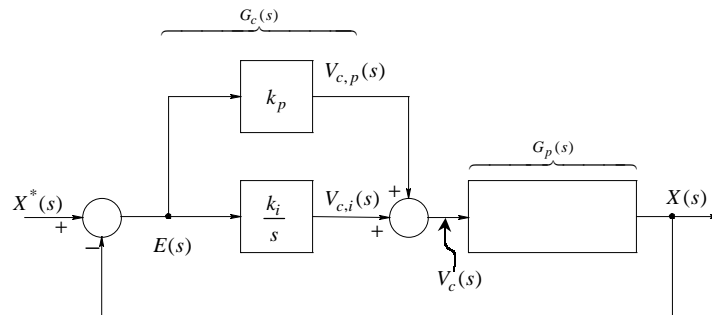 G_c(s)
V_{c,p}(s)
k_p
G_p(s)
X^*(s)
+
−
E(s)
k_i
s
V_{c,i}(s)
+
+
V_c(s)
X(s)